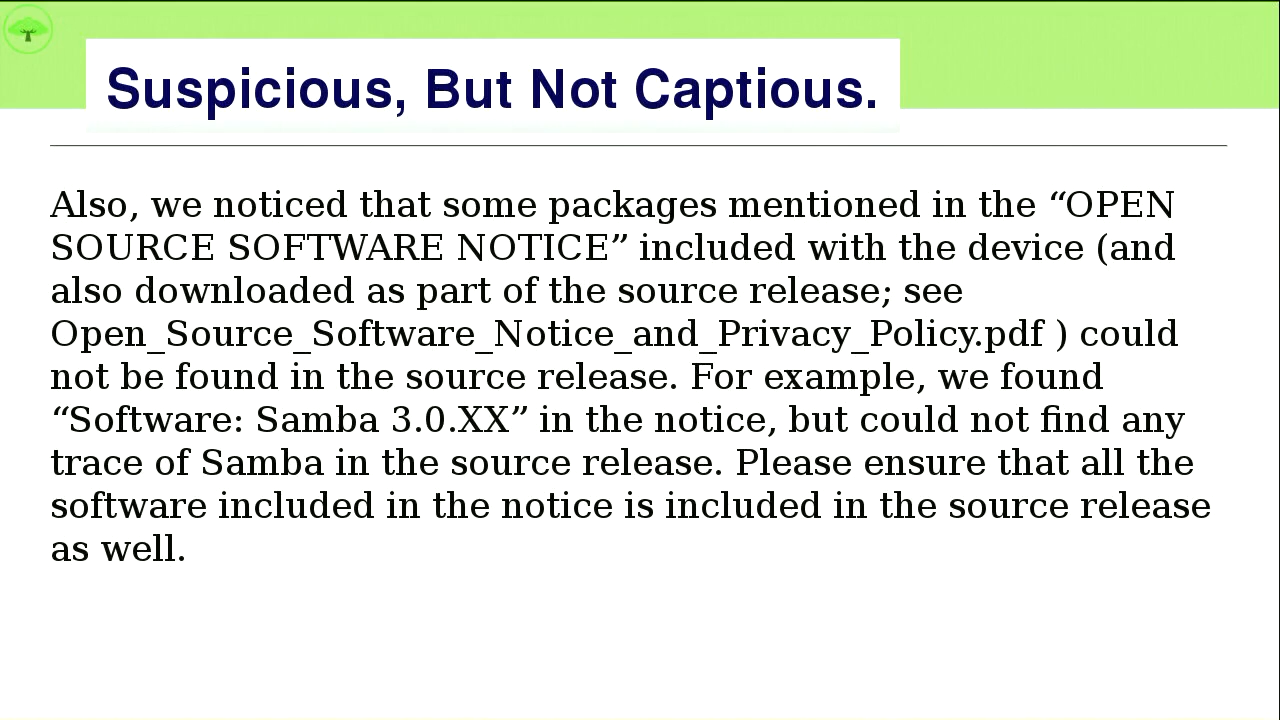 Suspicious, But Not Captious.
Also, we noticed that some packages mentioned in the “OPEN
SOURCE SOFTWARE NOTICE” included with the device (and
also downloaded as part of the source release; see
Open_Source_Software_Notice_and_Privacy_Policy.pdf ) could
not be found in the source release. For example, we found
“Software: Samba 3.0.XX” in the notice, but could not find any
trace of Samba in the source release. Please ensure that all the
software included in the notice is included in the source release
as well.